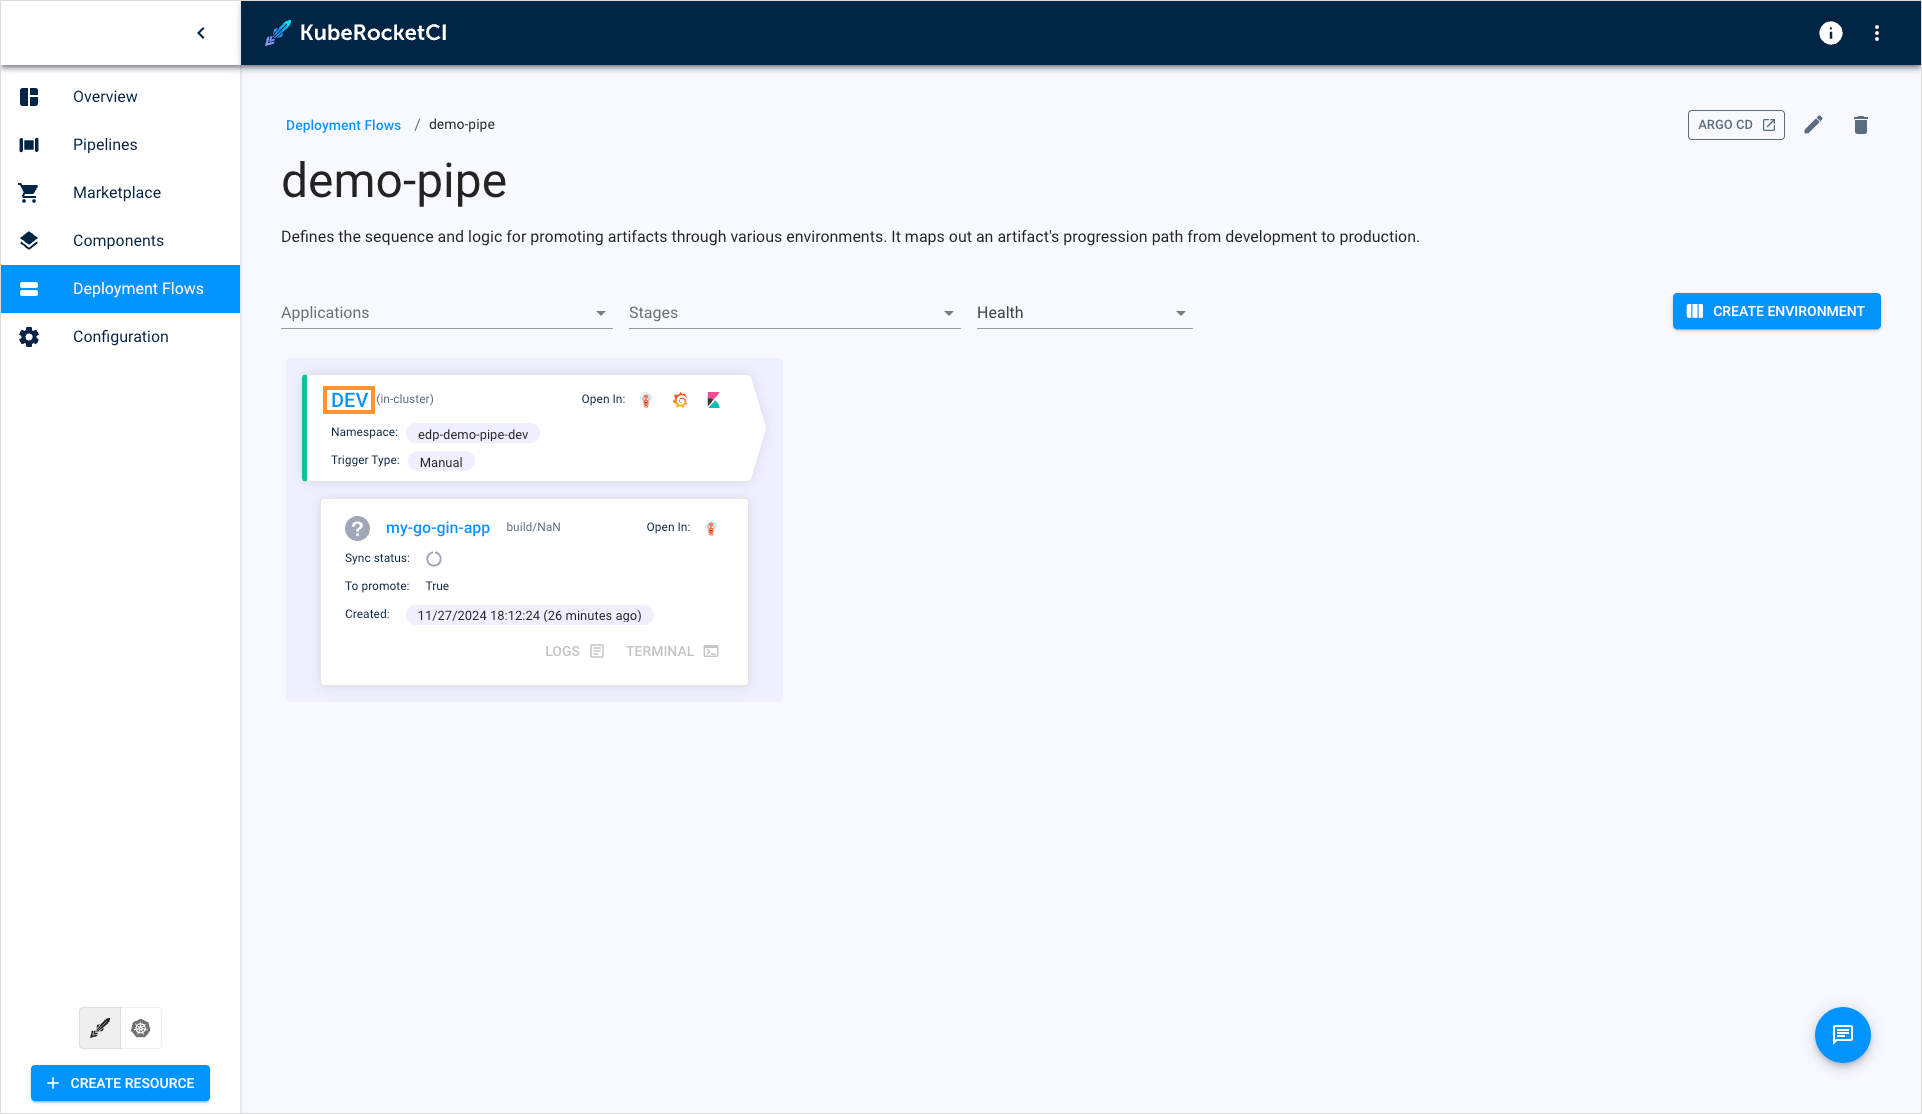 KubeRocketCI
Overview
Pipelines
Marketplace
Components
Deployment Flows
Configuration
CREATE RESOURCE
Deployment Flows / demo-pipe
ARGO CD
demo-pipe
Defines the sequence and logic for promoting artifacts through various environments. It maps out an artifact's progression path from development to production.
Applications
Stages
Health
CREATE ENVIRONMENT
DEV (in-cluster)
Open In:
Namespace: edp-demo-pipe-dev
Trigger Type: Manual
? my-go-gin-app build/NaN
Open In:
Sync status:
To promote: True
Created: 11/27/2024 18:12:24 (26 minutes ago)
LOGS
TERMINAL